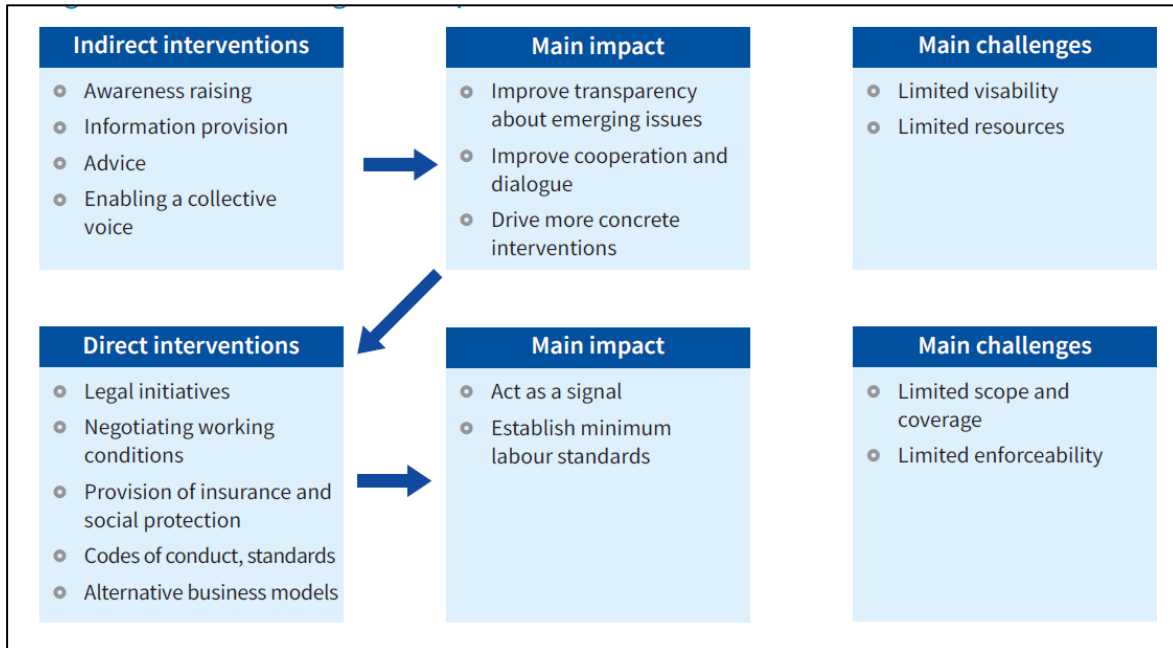 Indirect interventions
Awareness raising
Information provision
Advice
Enabling a collective
voice
Main impact
Improve transparency
about emerging issues
Improve cooperation and
dialogue
Drive more concrete
interventions
Main challenges
Limited visability
Limited resources
Direct interventions
Legal initiatives
Negotiating working
conditions
Provision of insurance and
social protection
Codes of conduct, standards
Alternative business models
Main impact
Act as a signal
Establish minimum
labour standards
Main challenges
Limited scope and
coverage
Limited enforceability